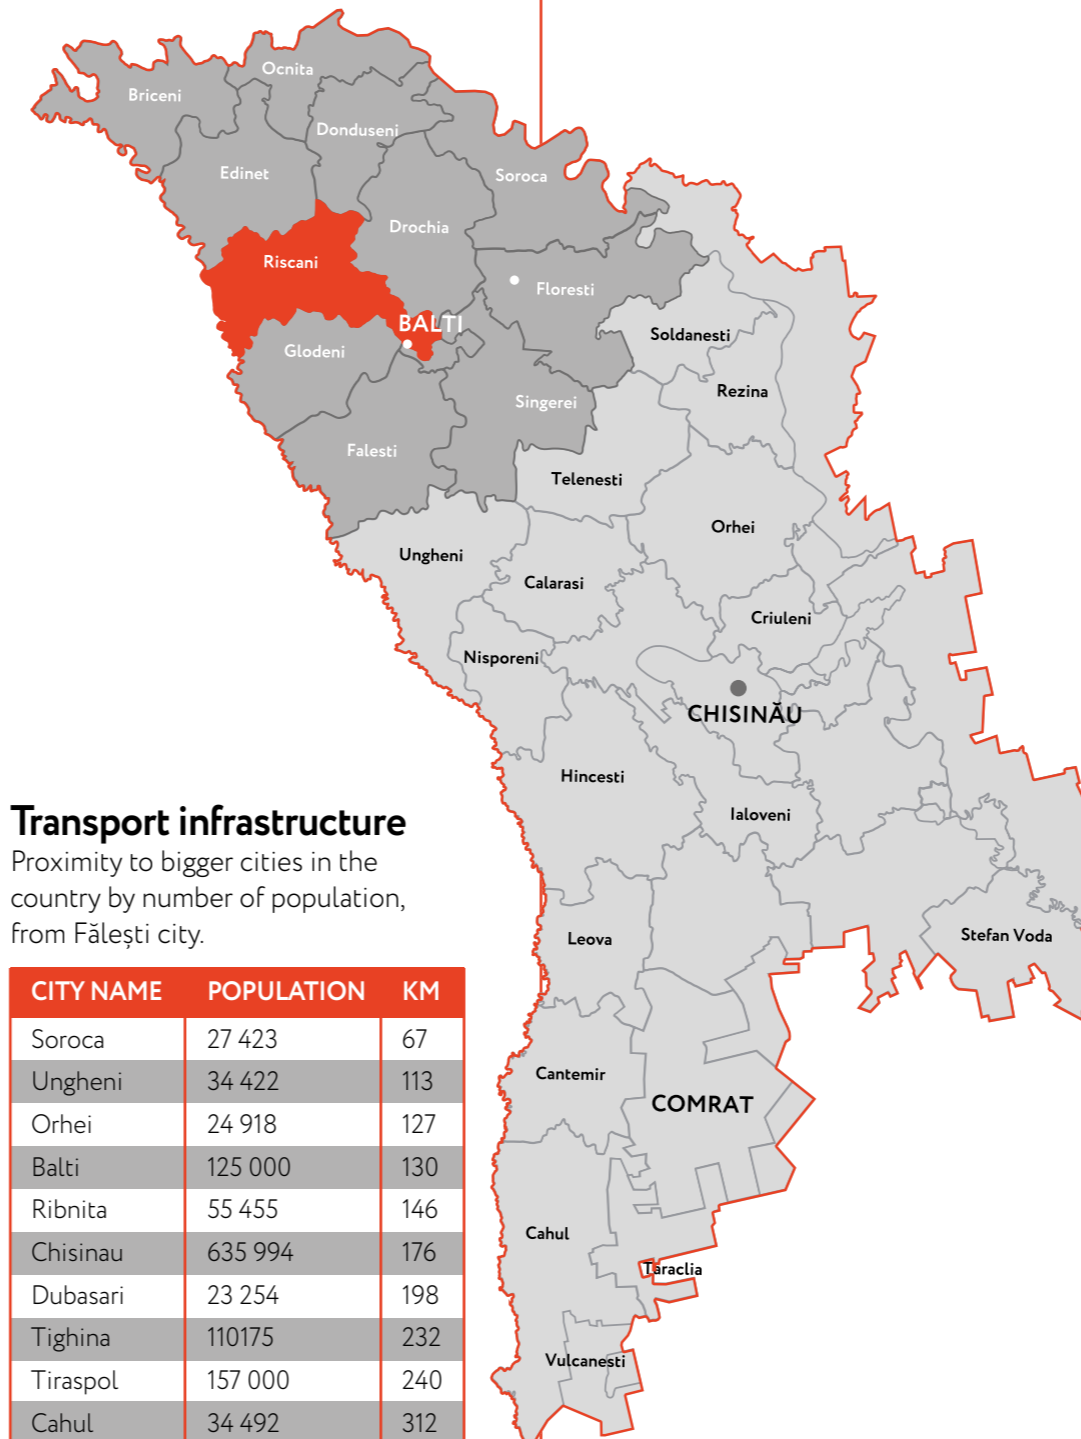 Ocnita
Briceni
Donduseni
Edinet
Soroca
Drochia
Riscani
Floresti
BALTI
Soldanesti
Glodeni
Rezina
Singerei
Falesti
Telenesti
Orhei
Ungheni
Calarasi
Criuleni
Nisporeni
CHISINĂU
Hincesti
Ialoveni
Transport infrastructure
Proximity to bigger cities in the
country by number of population,
from Fălești city.
Leova
Stefan Voda
Cantemir
COMRAT
Cahul
Taraclia
Vulcanesti
CITY NAME POPULATION KM
Soroca 27 423 67
Ungheni 34 422 113
Orhei 24 918 127
Balti 125 000 130
Ribnita 55 455 146
Chisinau 635 994 176
Dubasari 23 254 198
Tighina 110175 232
Tiraspol 157 000 240
Cahul 34 492 312